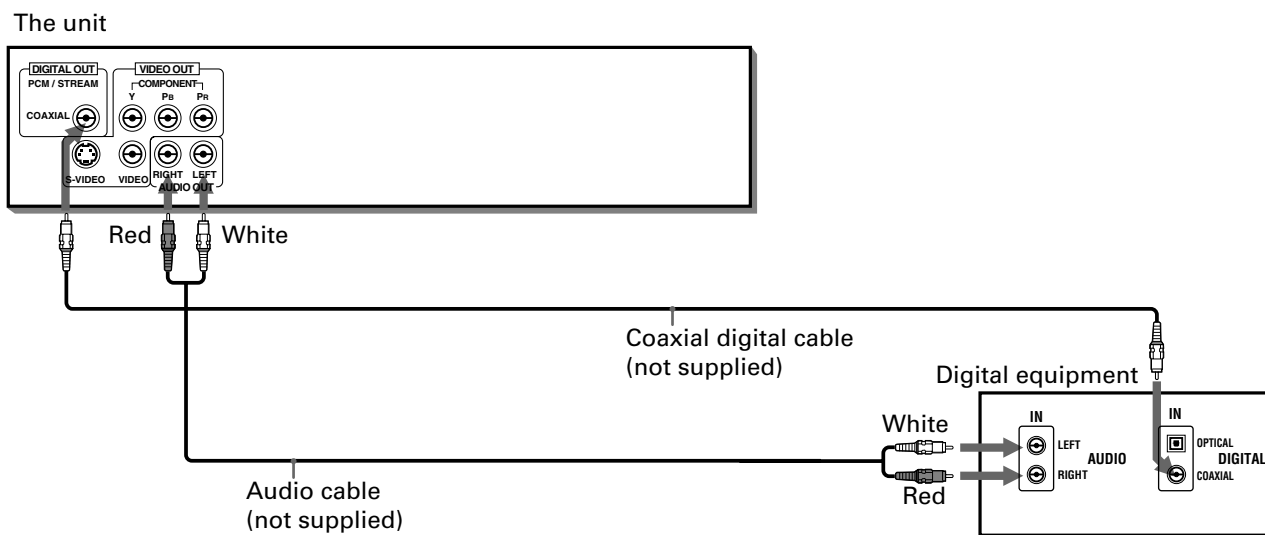 The unit
DIGITAL OUT
PCM / STREAM
COAXIAL
VIDEO OUT
COMPONENT
Y PB PR
S-VIDEO VIDEO RIGHT LEFT
AUDIO OUT
Red White
Coaxial digital cable
(not supplied)
Digital equipment
White
Red
IN
LEFT
RIGHT
AUDIO
IN
OPTICAL
COAXIAL
DIGITAL
Audio cable
(not supplied)